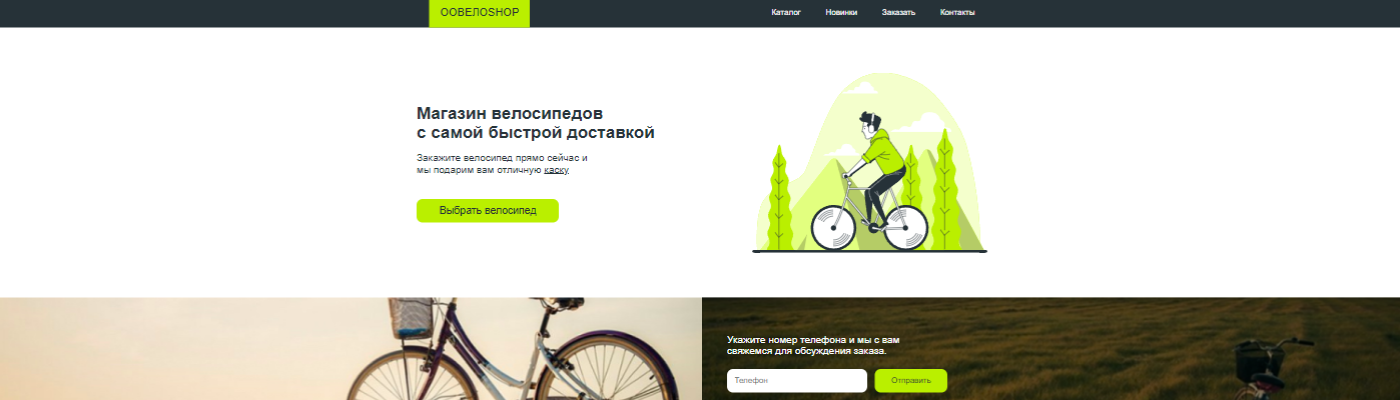 ООВЕЛОSHOP
Каталог Новинки Заказать Контакты
Магазин велосипедов
с самой быстрой доставкой
Закажите велосипед прямо сейчас и
мы подарим вам отличную каску
Выбрать велосипед
Укажите номер телефона и мы с вам
свяжемся для обсуждения заказа.
Телефон Отправить